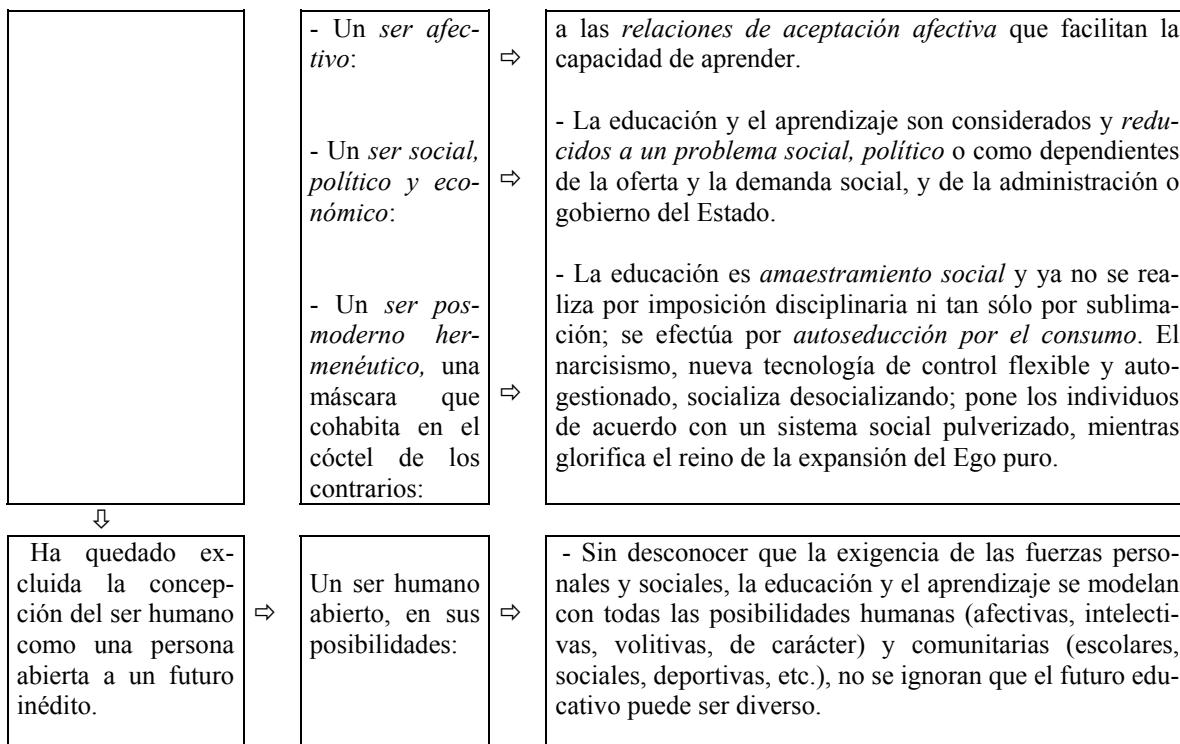 - Un ser afec-
tivo:
⇨
a las relaciones de aceptación afectiva que facilitan la
capacidad de aprender.
- Un ser social,
político y eco-
nómico:
⇨
- La educación y el aprendizaje son considerados y redu-
cidos a un problema social, político o como dependientes
de la oferta y la demanda social, y de la administración o
gobierno del Estado.
- Un ser pos-
moderno her-
menéutico, una
máscara que
cohabita en el
cóctel de los
contrarios:
⇨
- La educación es amaestramiento social y ya no se rea-
liza por imposición disciplinaria ni tan sólo por sublima-
ción; se efectúa por autoseducción por el consumo. El
narcisismo, nueva tecnología de control flexible y auto-
gestionado, socializa desocializando; pone los individuos
de acuerdo con un sistema social pulverizado, mientras
glorifica el reino de la expansión del Ego puro.
⇩
Ha quedado ex-
cluida la concep-
ción del ser humano
como una persona
abierta a un futuro
inédito.
⇨
Un ser humano
abierto, en sus
posibilidades:
⇨
- Sin desconocer que la exigencia de las fuerzas perso-
nales y sociales, la educación y el aprendizaje se modelan
con todas las posibilidades humanas (afectivas, intelecti-
vas, volitivas, de carácter) y comunitarias (escolares,
sociales, deportivas, etc.), no se ignoran que el futuro edu-
cativo puede ser diverso.